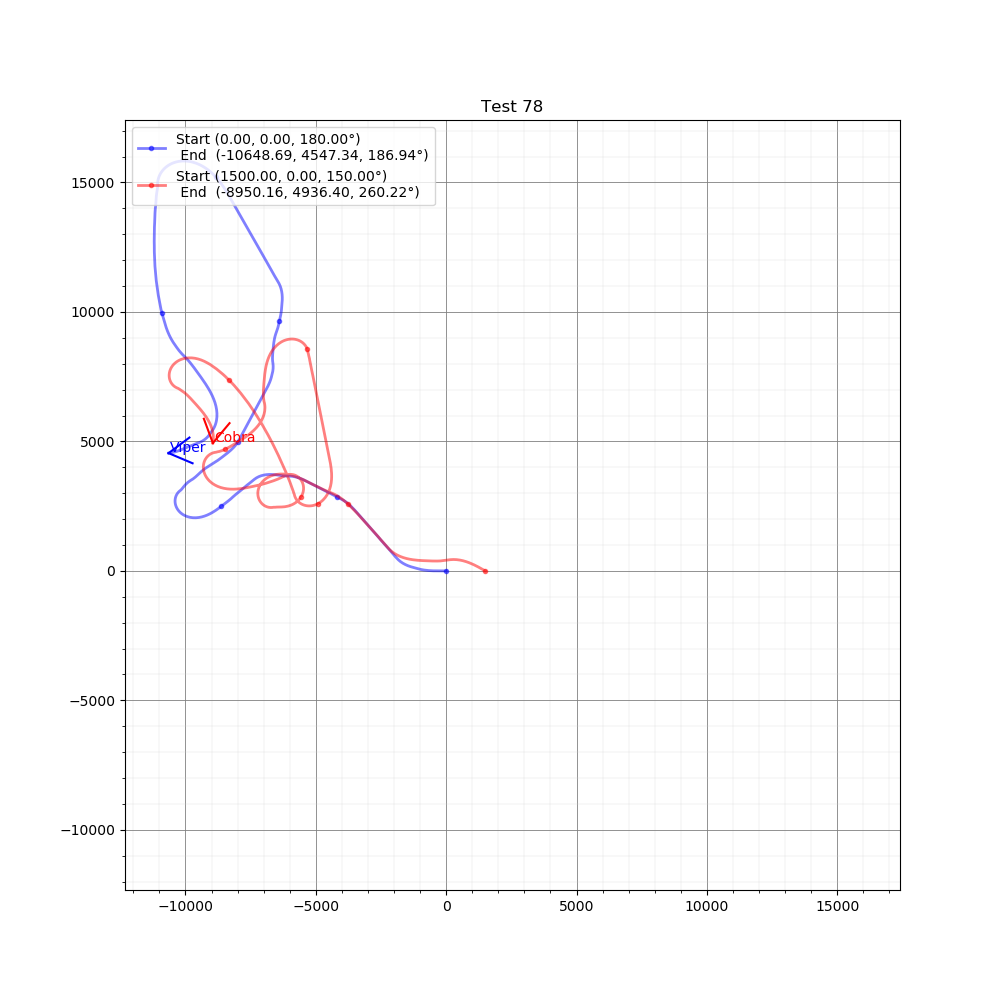 Test 78
Start (0.00, 0.00, 180.00°)
End (-10648.69, 4547.34, 186.94°)
Start (1500.00, 0.00, 150.00°)
End (-8950.16, 4936.40, 260.22°)
15000
10000
5000
0
−5000
−10000
Cobra
Viper
−10000 −5000 0 5000 10000 15000